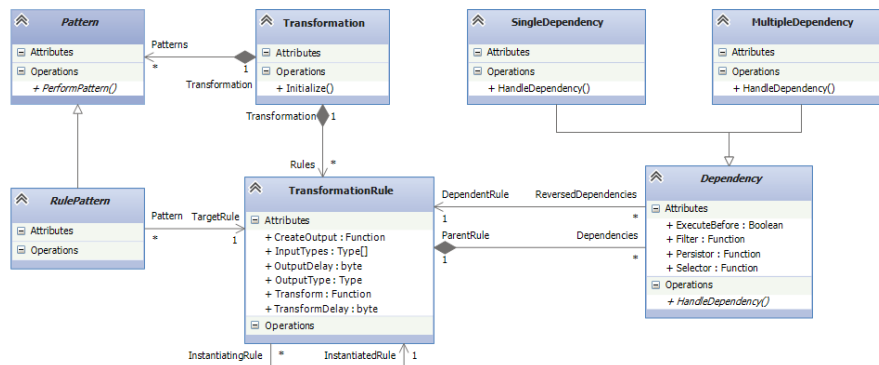 Pattern
Attributes
Operations
+ PerformPattern()
Patterns
*
1
Transformation
Transformation
Attributes
Operations
+ Initialize()
SingleDependency
Attributes
Operations
+ HandleDependency()
MultipleDependency
Attributes
Operations
+ HandleDependency()
Transformation 1
Rules *
RulePattern
Attributes
Operations
Pattern TargetRule
* 1
TransformationRule
Attributes
+ CreateOutput : Function
+ InputTypes : Type[]
+ OutputDelay : byte
+ OutputType : Type
+ Transform : Function
+ TransformDelay : byte
Operations
DependentRule ReversedDependencies
1 *
ParentRule Dependencies
1 *
Dependency
Attributes
+ ExecuteBefore : Boolean
+ Filter : Function
+ Persistor : Function
+ Selector : Function
Operations
+ HandleDependency()
InstantiatingRule * InstantiatedRule 1